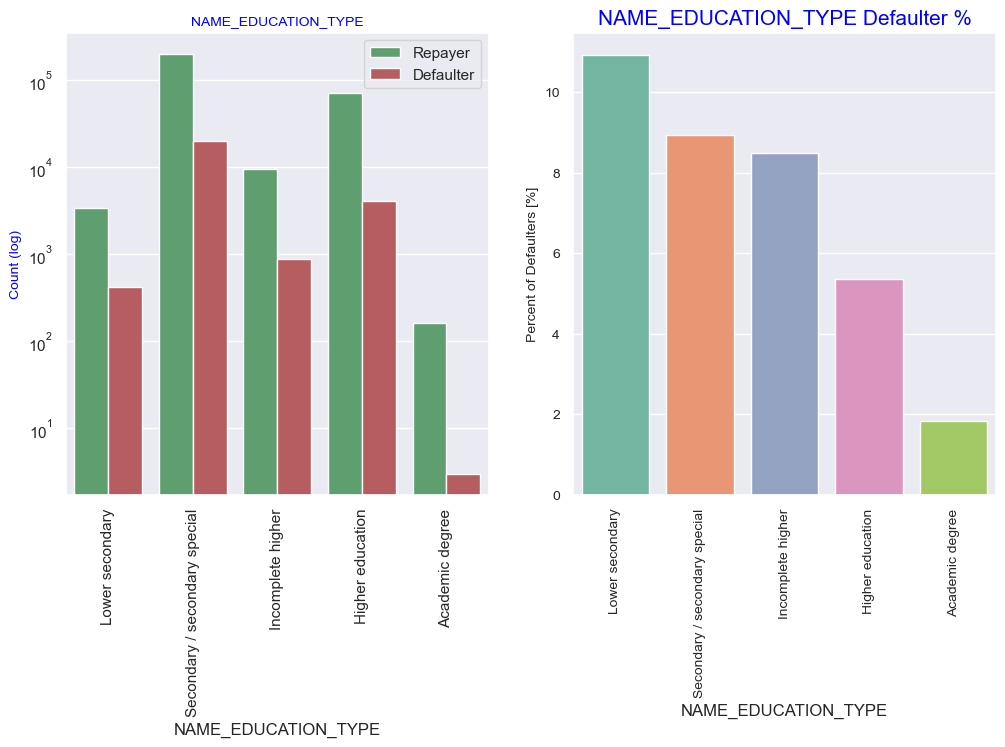 NAME_EDUCATION_TYPE
Repayer
Defaulter
Count (log)
10^5
10^4
10^3
10^2
10^1
Lower secondary
Secondary / secondary special
Incomplete higher
Higher education
Academic degree
NAME_EDUCATION_TYPE
NAME_EDUCATION_TYPE Defaulter %
Percent of Defaulters [%]
10
8
6
4
2
0
Lower secondary
Secondary / secondary special
Incomplete higher
Higher education
Academic degree
NAME_EDUCATION_TYPE